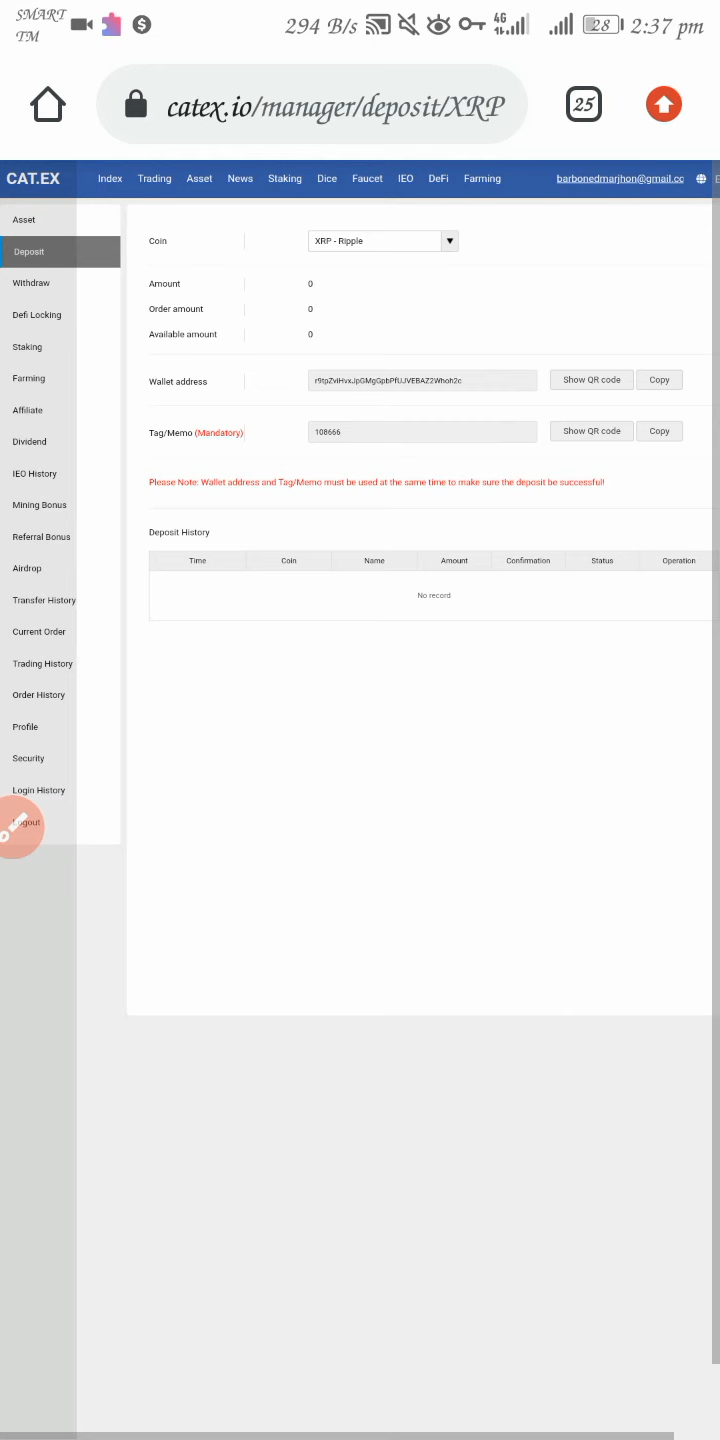 SMART
TM
294 B/s
4G
28
2:37 pm
catex.io/manager/deposit/XRP
25
CAT.EX Index Trading Asset News Staking Dice Faucet IEO DeFi Farming barbonedmarjhon@gmail.cc E
Asset
Deposit
Withdraw
Defi Locking
Staking
Farming
Affiliate
Dividend
IEO History
Mining Bonus
Referral Bonus
Airdrop
Transfer History
Current Order
Trading History
Order History
Profile
Security
Login History
Logout
Coin XRP - Ripple
Amount 0
Order amount 0
Available amount 0
Wallet address r9tpZviHvxJpGMgGpbPfUJVEBAZ2Whoh2c Show QR code Copy
Tag/Memo (Mandatory) 108666 Show QR code Copy
Please Note: Wallet address and Tag/Memo must be used at the same time to make sure the deposit be successful!
Deposit History
Time Coin Name Amount Confirmation Status Operation
No record